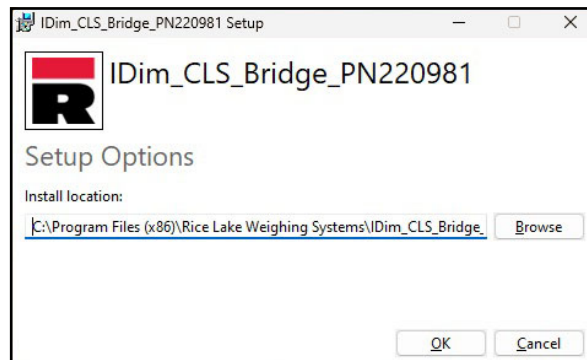 IDim_CLS_Bridge_PN220981 Setup
R
IDim_CLS_Bridge_PN220981
Setup Options
Install location:
C:\Program Files (x86)\Rice Lake Weighing Systems\IDim_CLS_Bridge_
Browse
OK
Cancel